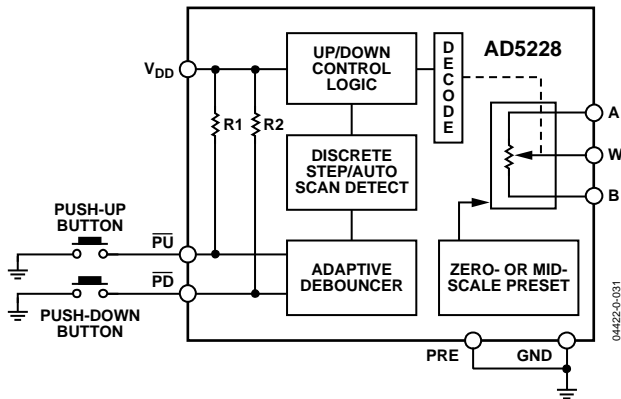 UP/DOWN
CONTROL
LOGIC
D
E
C
O
D
E
AD5228
VDD
R1
R2
A
W
B
DISCRETE
STEP/AUTO
SCAN DETECT
PUSH-UP
BUTTON
PU
PD
PUSH-DOWN
BUTTON
ADAPTIVE
DEBOUNCER
ZERO- OR MID-
SCALE PRESET
PRE
GND
04422-0-031